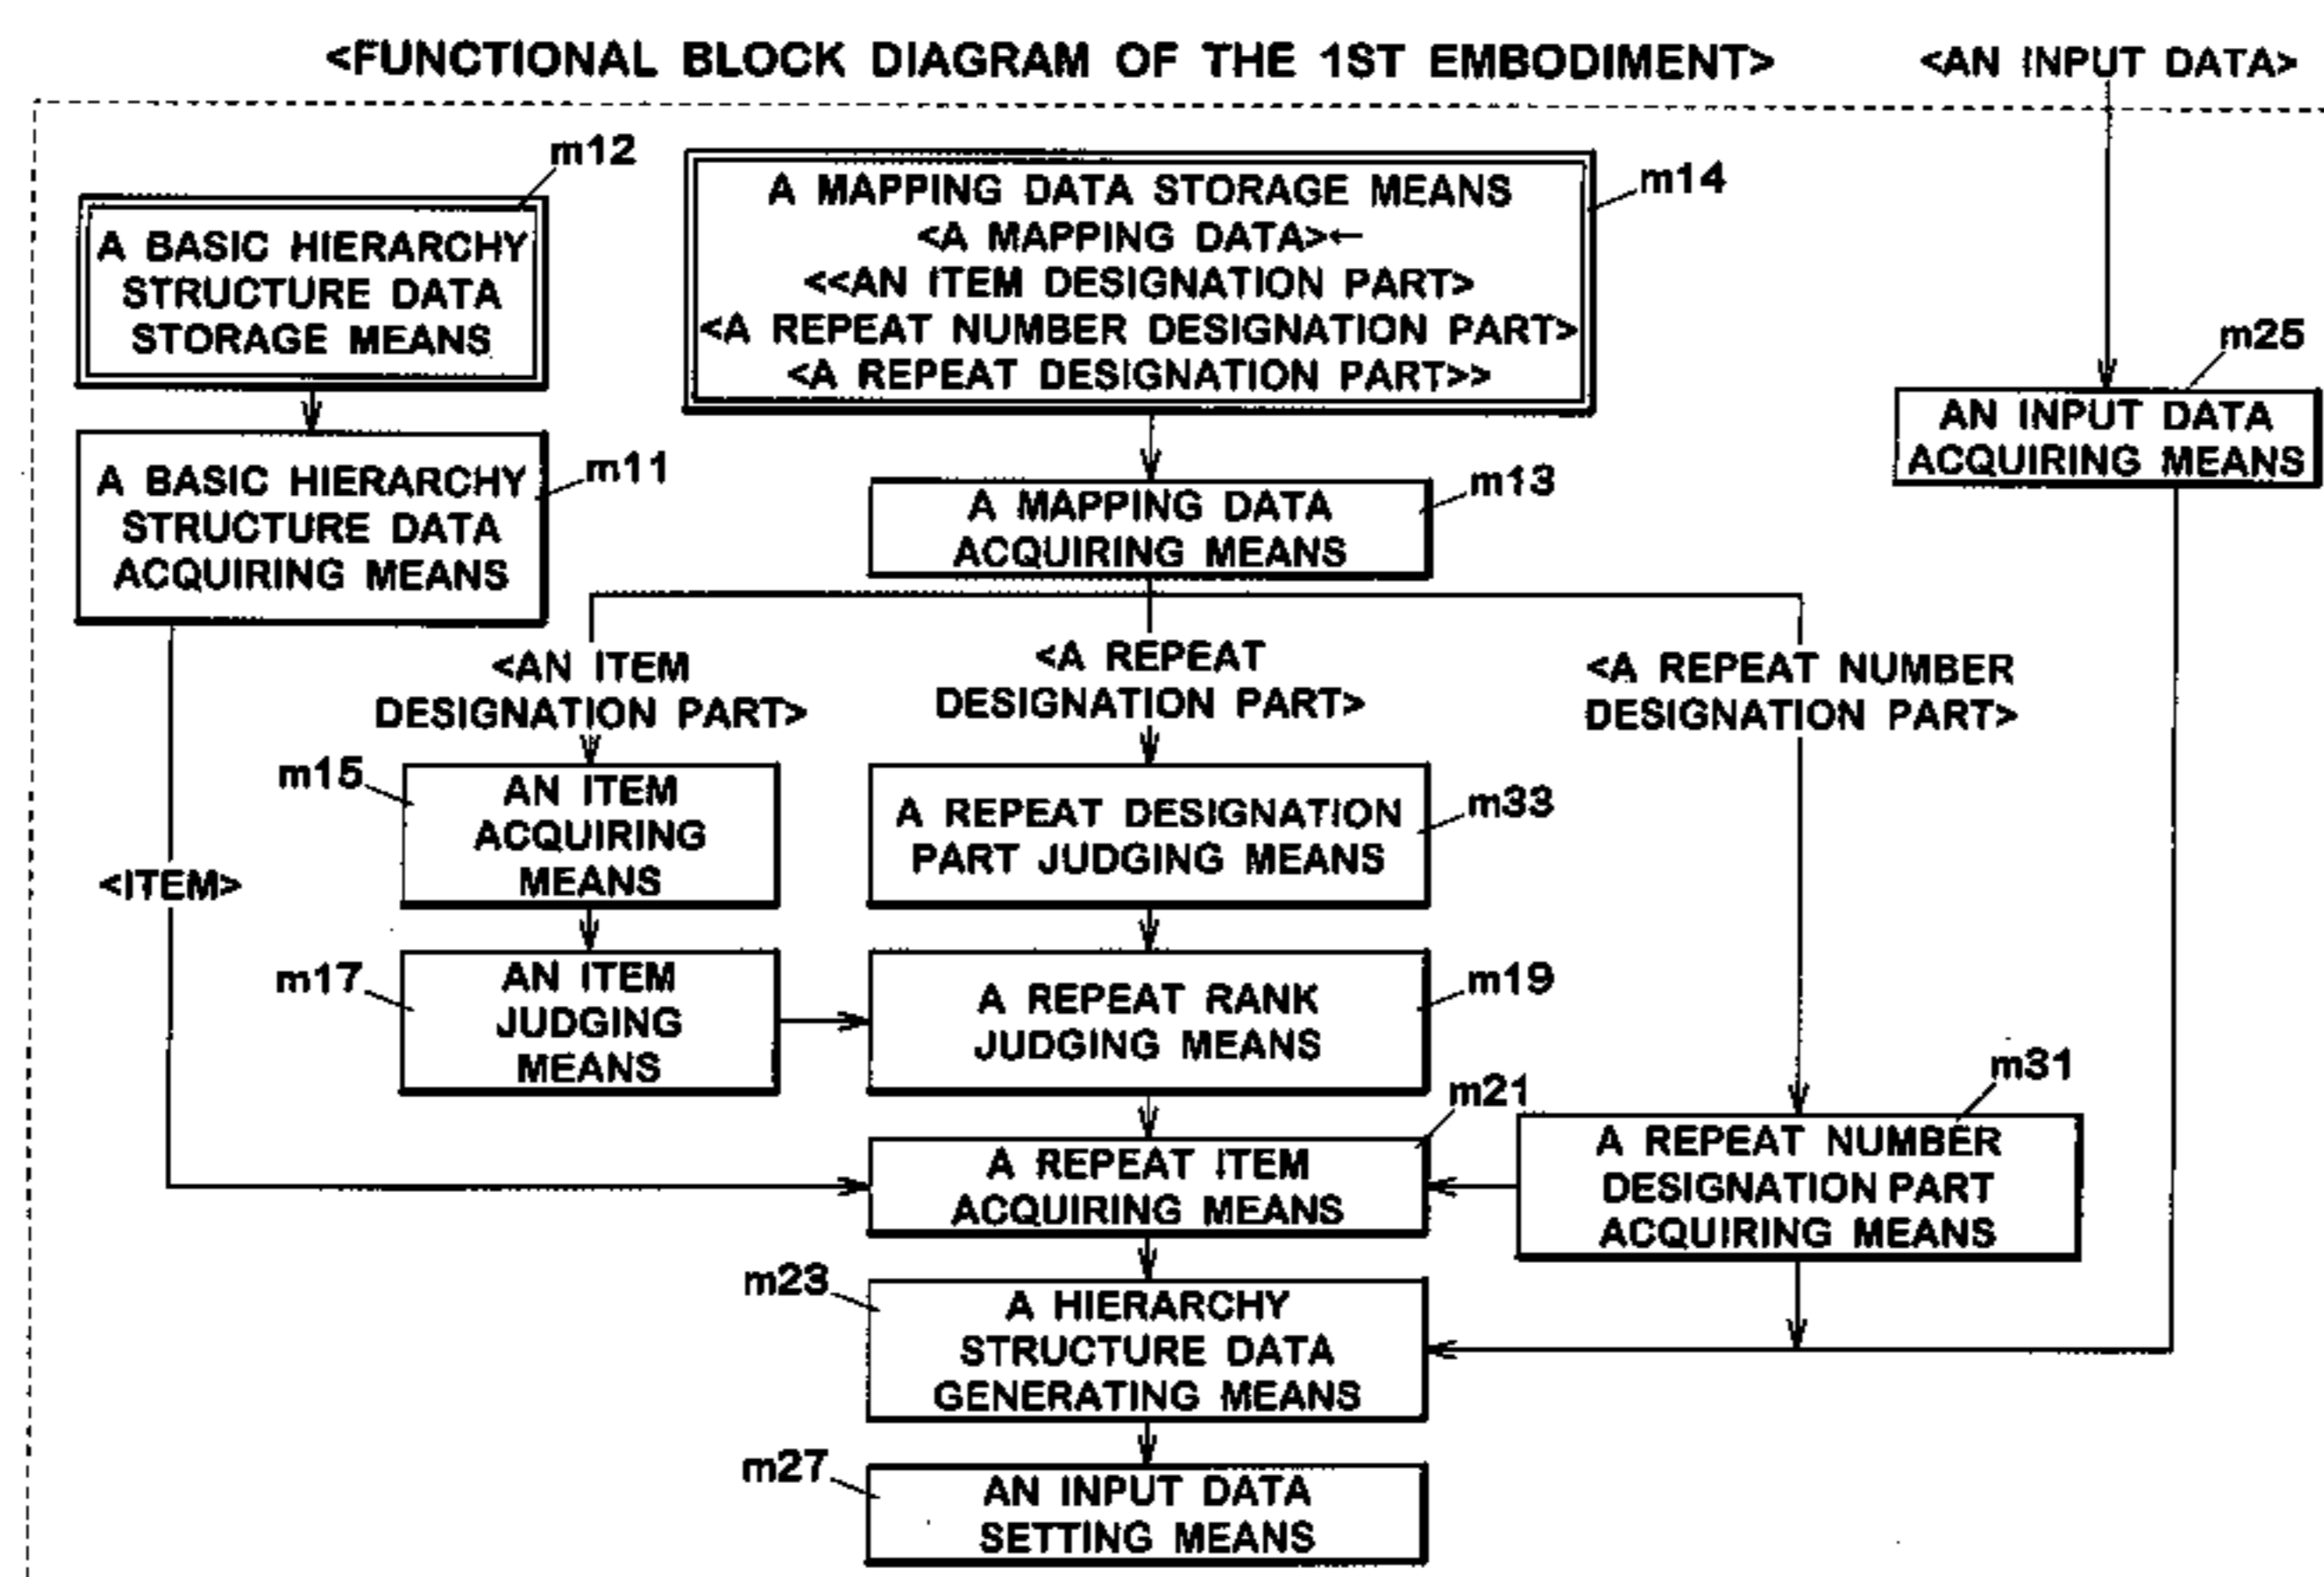 <FUNCTIONAL BLOCK DIAGRAM OF THE 1ST EMBODIMENT>
<AN INPUT DATA>
m12
A BASIC HIERARCHY
STRUCTURE DATA
STORAGE MEANS
m14
A MAPPING DATA STORAGE MEANS
<A MAPPING DATA>←
<<AN ITEM DESIGNATION PART>
<A REPEAT NUMBER DESIGNATION PART>
<A REPEAT DESIGNATION PART>>
m25
AN INPUT DATA
ACQUIRING MEANS
m11
A BASIC HIERARCHY
STRUCTURE DATA
ACQUIRING MEANS
m13
A MAPPING DATA
ACQUIRING MEANS
<AN ITEM
DESIGNATION PART>
<A REPEAT
DESIGNATION PART>
<A REPEAT NUMBER
DESIGNATION PART>
<ITEM>
m15
AN ITEM
ACQUIRING
MEANS
m33
A REPEAT DESIGNATION
PART JUDGING MEANS
m17
AN ITEM
JUDGING
MEANS
m19
A REPEAT RANK
JUDGING MEANS
m21
A REPEAT ITEM
ACQUIRING MEANS
m31
A REPEAT NUMBER
DESIGNATION PART
ACQUIRING MEANS
m23
A HIERARCHY
STRUCTURE DATA
GENERATING MEANS
m27
AN INPUT DATA
SETTING MEANS